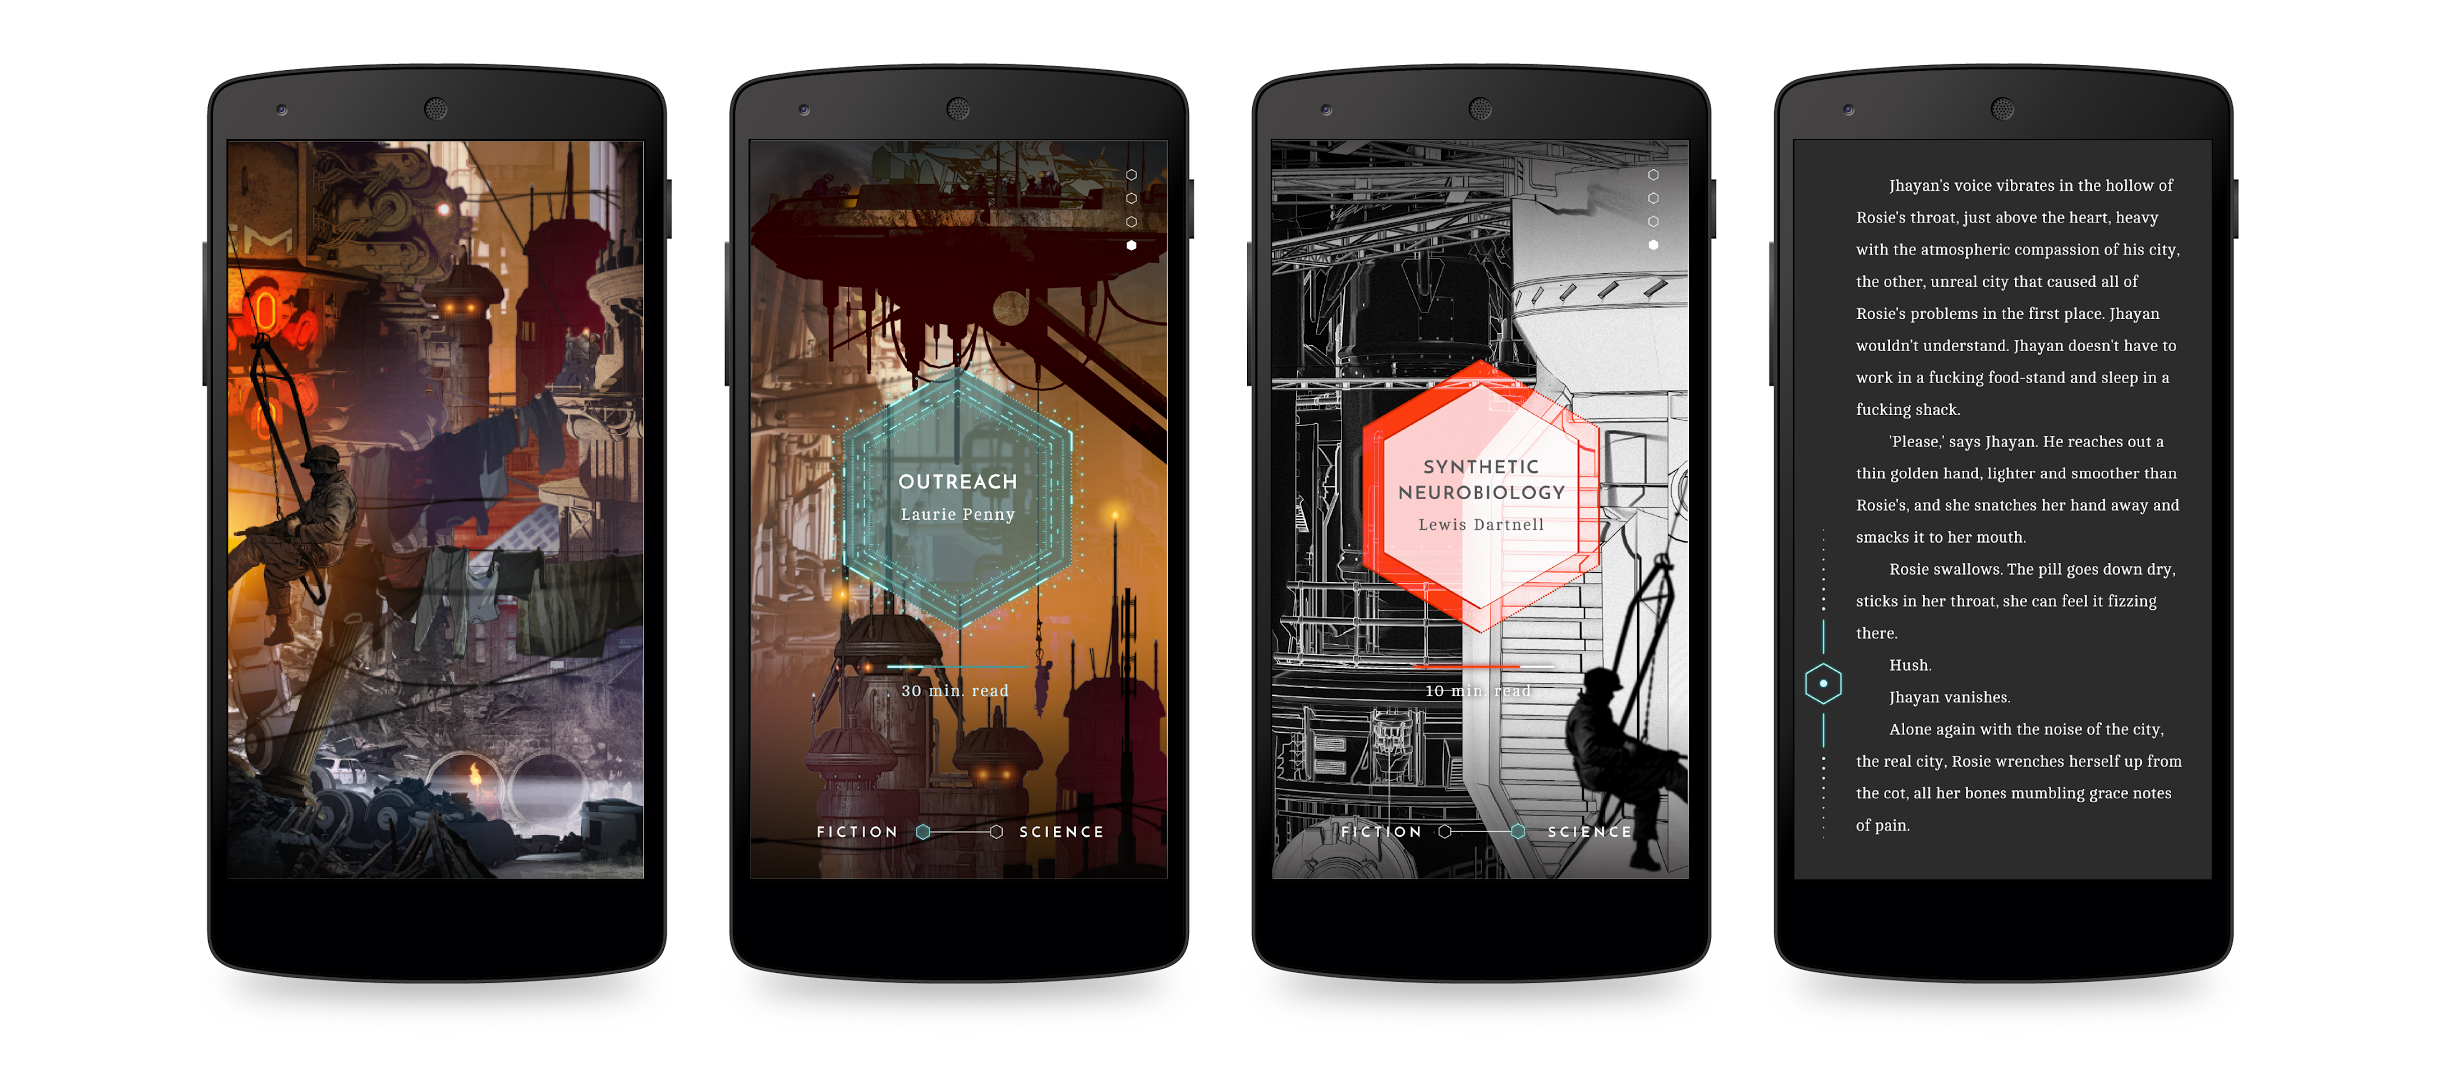 OUTREACH
Laurie Penny
30 min. read
FICTION SCIENCE
SYNTHETIC
NEUROBIOLOGY
Lewis Dartnell
10 min. read
FICTION SCIENCE
Jhayan's voice vibrates in the hollow of
Rosie's throat, just above the heart, heavy
with the atmospheric compassion of his city,
the other, unreal city that caused all of
Rosie's problems in the first place. Jhayan
wouldn't understand. Jhayan doesn't have to
work in a fucking food-stand and sleep in a
fucking shack.
'Please,' says Jhayan. He reaches out a
thin golden hand, lighter and smoother than
Rosie's, and she snatches her hand away and
smacks it to her mouth.
Rosie swallows. The pill goes down dry,
sticks in her throat, she can feel it fizzing
there.
Hush.
Jhayan vanishes.
Alone again with the noise of the city,
the real city, Rosie wrenches herself up from
the cot, all her bones mumbling grace notes
of pain.